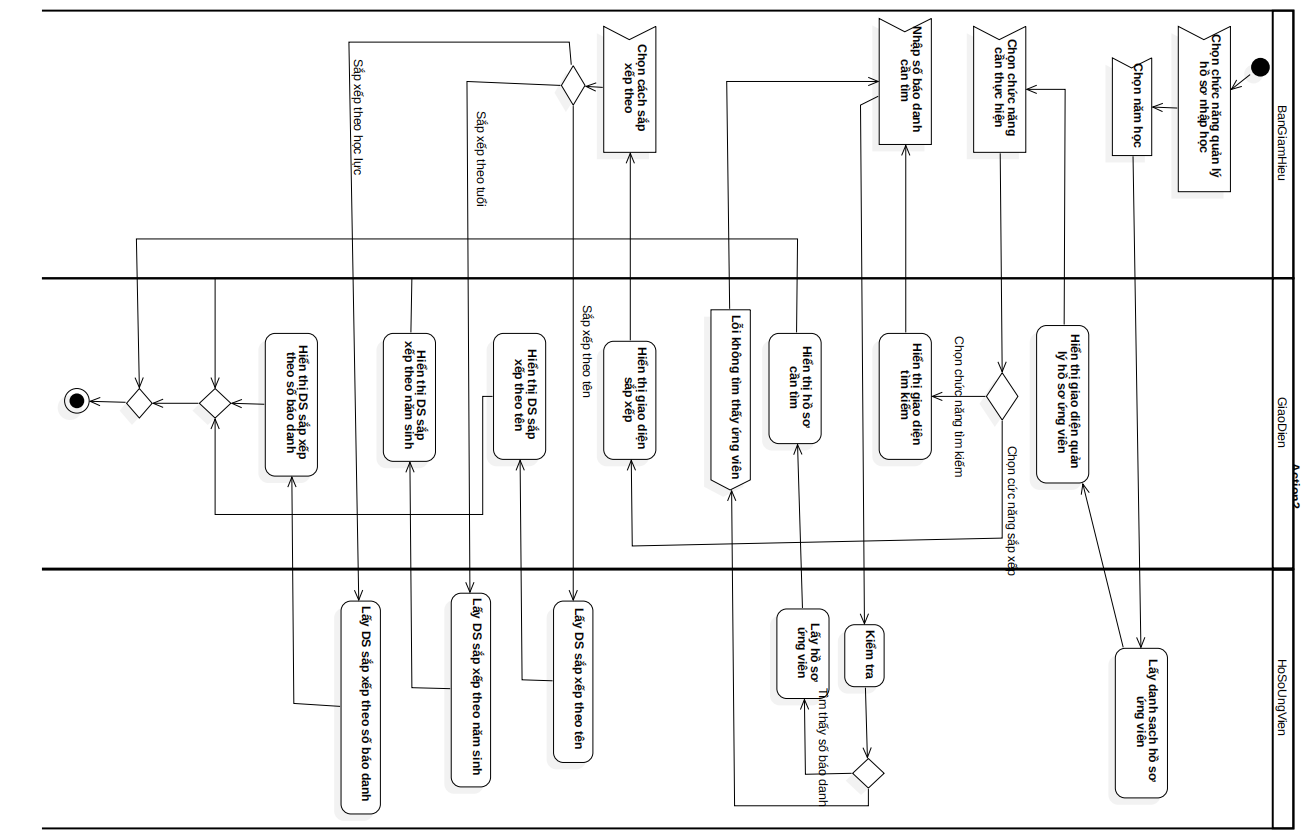 Action2
BanGiamHieu
GiaoDien
HoSoUngVien
Chọn chức năng quản lý
hồ sơ nhập học
Chọn năm học
Lấy danh sach hồ sơ
ứng viên
Hiển thị giao diện quản
lý hồ sơ ứng viên
Chọn chức năng
cần thực hiện
Chọn cức năng sắp xếp
Chọn chức năng tìm kiếm
Nhập số báo danh
cần tìm
Hiển thị giao diện
tìm kiếm
Kiểm tra
Tìm thấy số báo danh
Lấy hồ sơ
ứng viên
Hiển thị hồ sơ
cần tìm
Lỗi không tìm thấy ứng viên
Chọn cách sắp
xếp theo
Hiển thị giao diện
sắp xếp
Sắp xếp theo tên
Lấy DS sắp xếp theo tên
Hiển thị DS sắp
xếp theo tên
Sắp xếp theo tuổi
Lấy DS sắp xếp theo năm sinh
Hiển thị DS sắp
xếp theo năm sinh
Sắp xếp theo học lực
Lấy DS sắp xếp theo số báo danh
Hiển thị DS sắp xếp
theo số báo danh